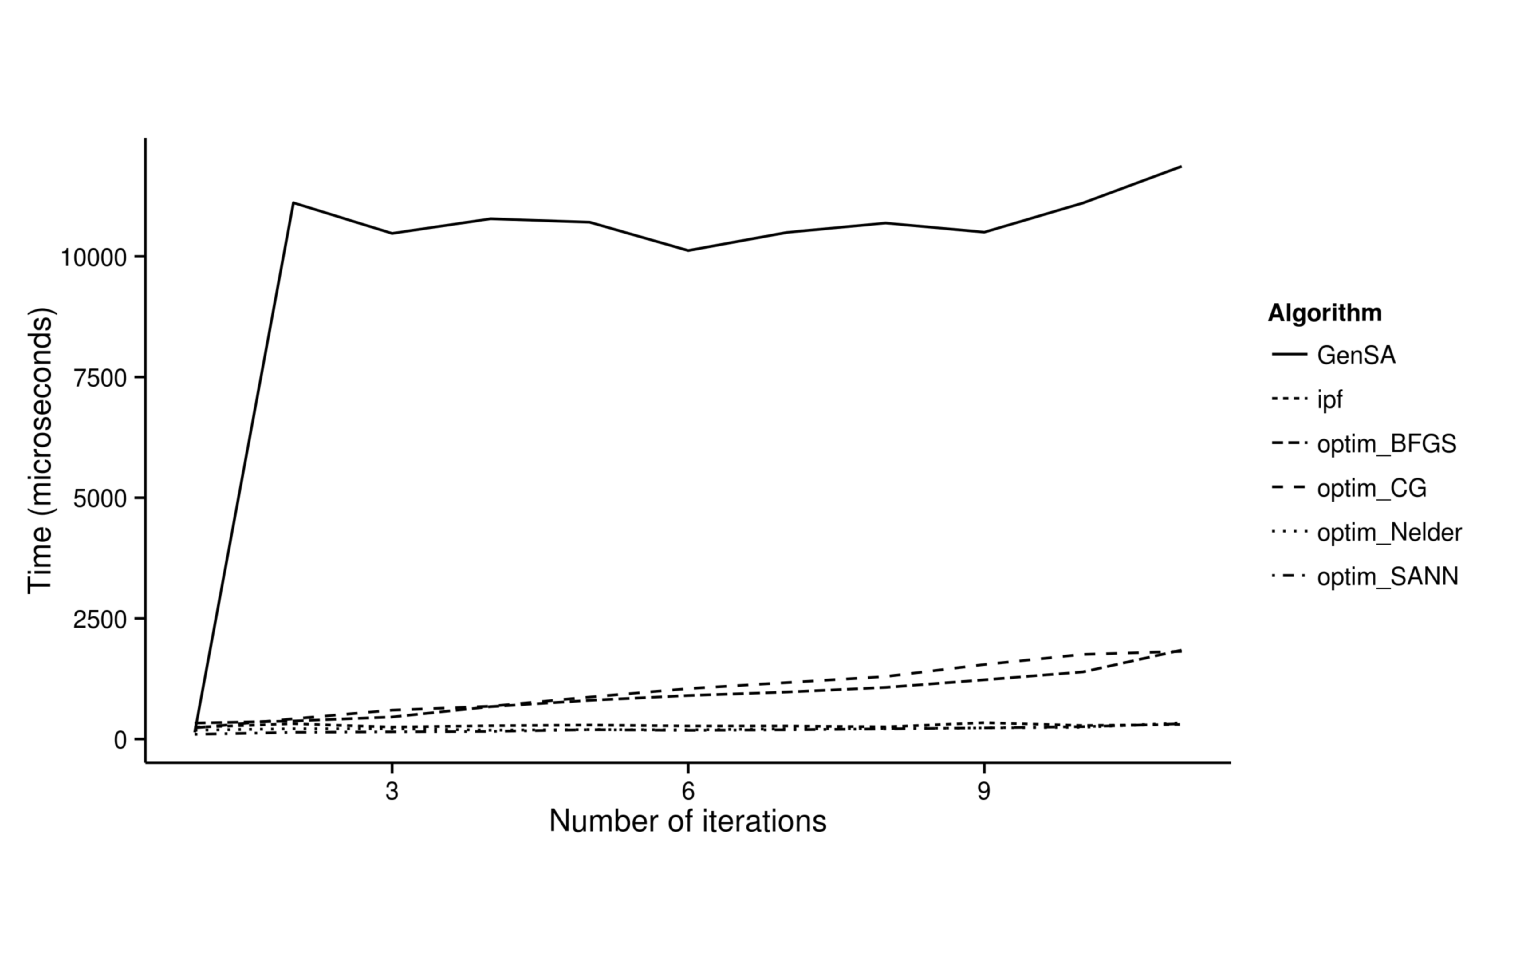 Time (microseconds)
10000
7500
5000
2500
0
3
6
9
Number of iterations
Algorithm
GenSA
ipf
optim_BFGS
optim_CG
optim_Nelder
optim_SANN